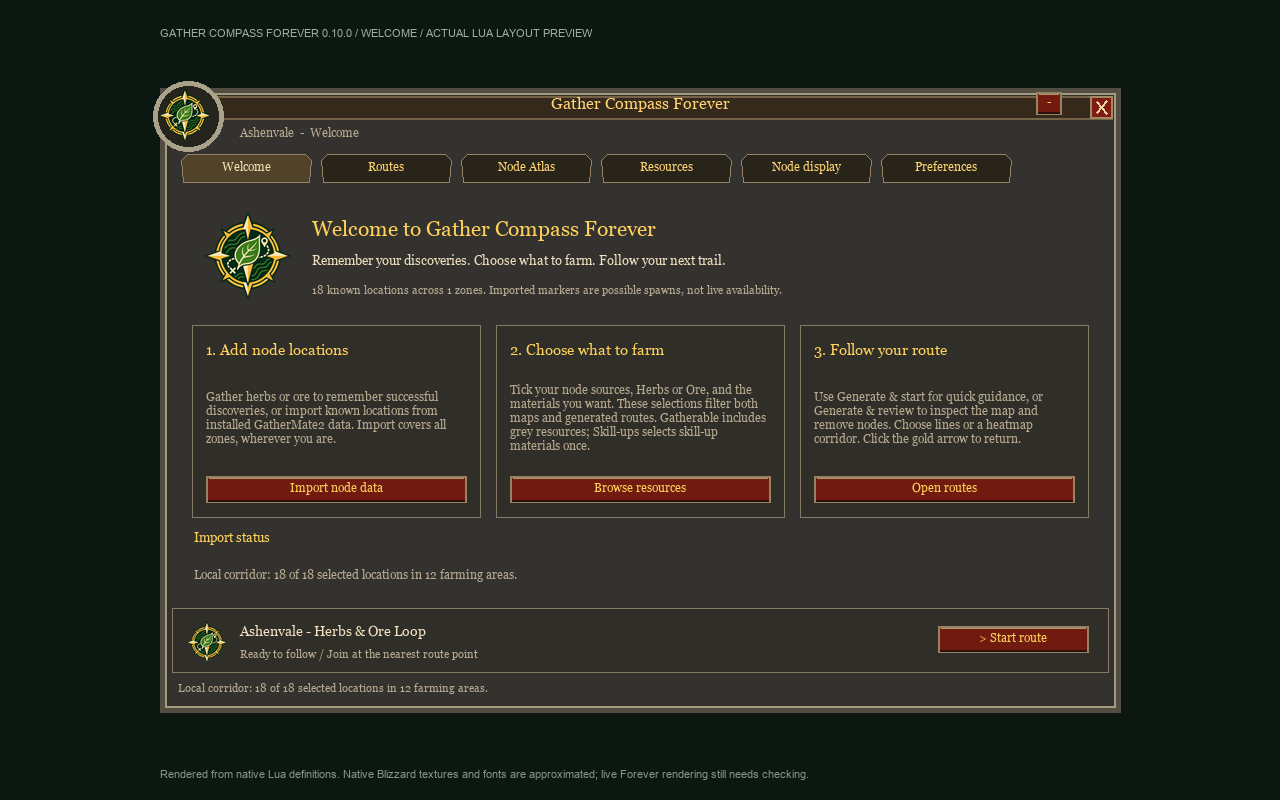 GATHER COMPASS FOREVER 0.10.0 / WELCOME / ACTUAL LUA LAYOUT PREVIEW
Gather Compass Forever
-
X
Ashenvale - Welcome
Welcome
Routes
Node Atlas
Resources
Node display
Preferences
Welcome to Gather Compass Forever
Remember your discoveries. Choose what to farm. Follow your next trail.
18 known locations across 1 zones. Imported markers are possible spawns, not live availability.
1. Add node locations
Gather herbs or ore to remember successful
discoveries, or import known locations from
installed GatherMate2 data. Import covers all
zones, wherever you are.
Import node data
2. Choose what to farm
Tick your node sources, Herbs or Ore, and the
materials you want. These selections filter both
maps and generated routes. Gatherable includes
grey resources; Skill-ups selects skill-up
materials once.
Browse resources
3. Follow your route
Use Generate & start for quick guidance, or
Generate & review to inspect the map and
remove nodes. Choose lines or a heatmap
corridor. Click the gold arrow to return.
Open routes
Import status
Local corridor: 18 of 18 selected locations in 12 farming areas.
Ashenvale - Herbs & Ore Loop
Ready to follow / Join at the nearest route point
> Start route
Local corridor: 18 of 18 selected locations in 12 farming areas.
Rendered from native Lua definitions. Native Blizzard textures and fonts are approximated; live Forever rendering still needs checking.